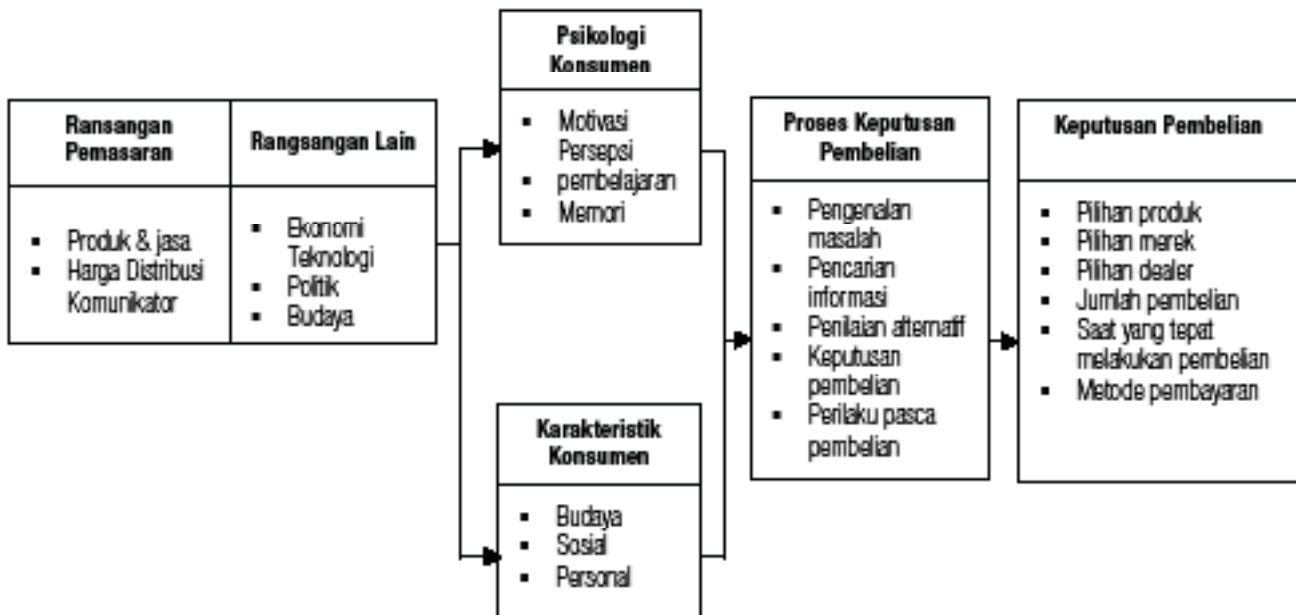 Ransangan
Pemasaran
▪ Produk & jasa
▪ Harga Distribusi
Komunikator
Rangsangan Lain
▪ Ekonomi
Teknologi
▪ Politik
▪ Budaya
Psikologi
Konsumen
▪ Motivasi
Persepsi
▪ pembelajaran
▪ Memori
Karakteristik
Konsumen
▪ Budaya
▪ Sosial
▪ Personal
Proses Keputusan
Pembelian
▪ Pengenalan
masalah
▪ Pencarian
informasi
▪ Penilaian alternatif
▪ Keputusan
pembelian
▪ Perilaku pasca
pembelian
Keputusan Pembelian
▪ Pilihan produk
▪ Pilihan merek
▪ Pilihan dealer
▪ Jumlah pembelian
▪ Saat yang tepat
melakukan pembelian
▪ Metode pembayaran